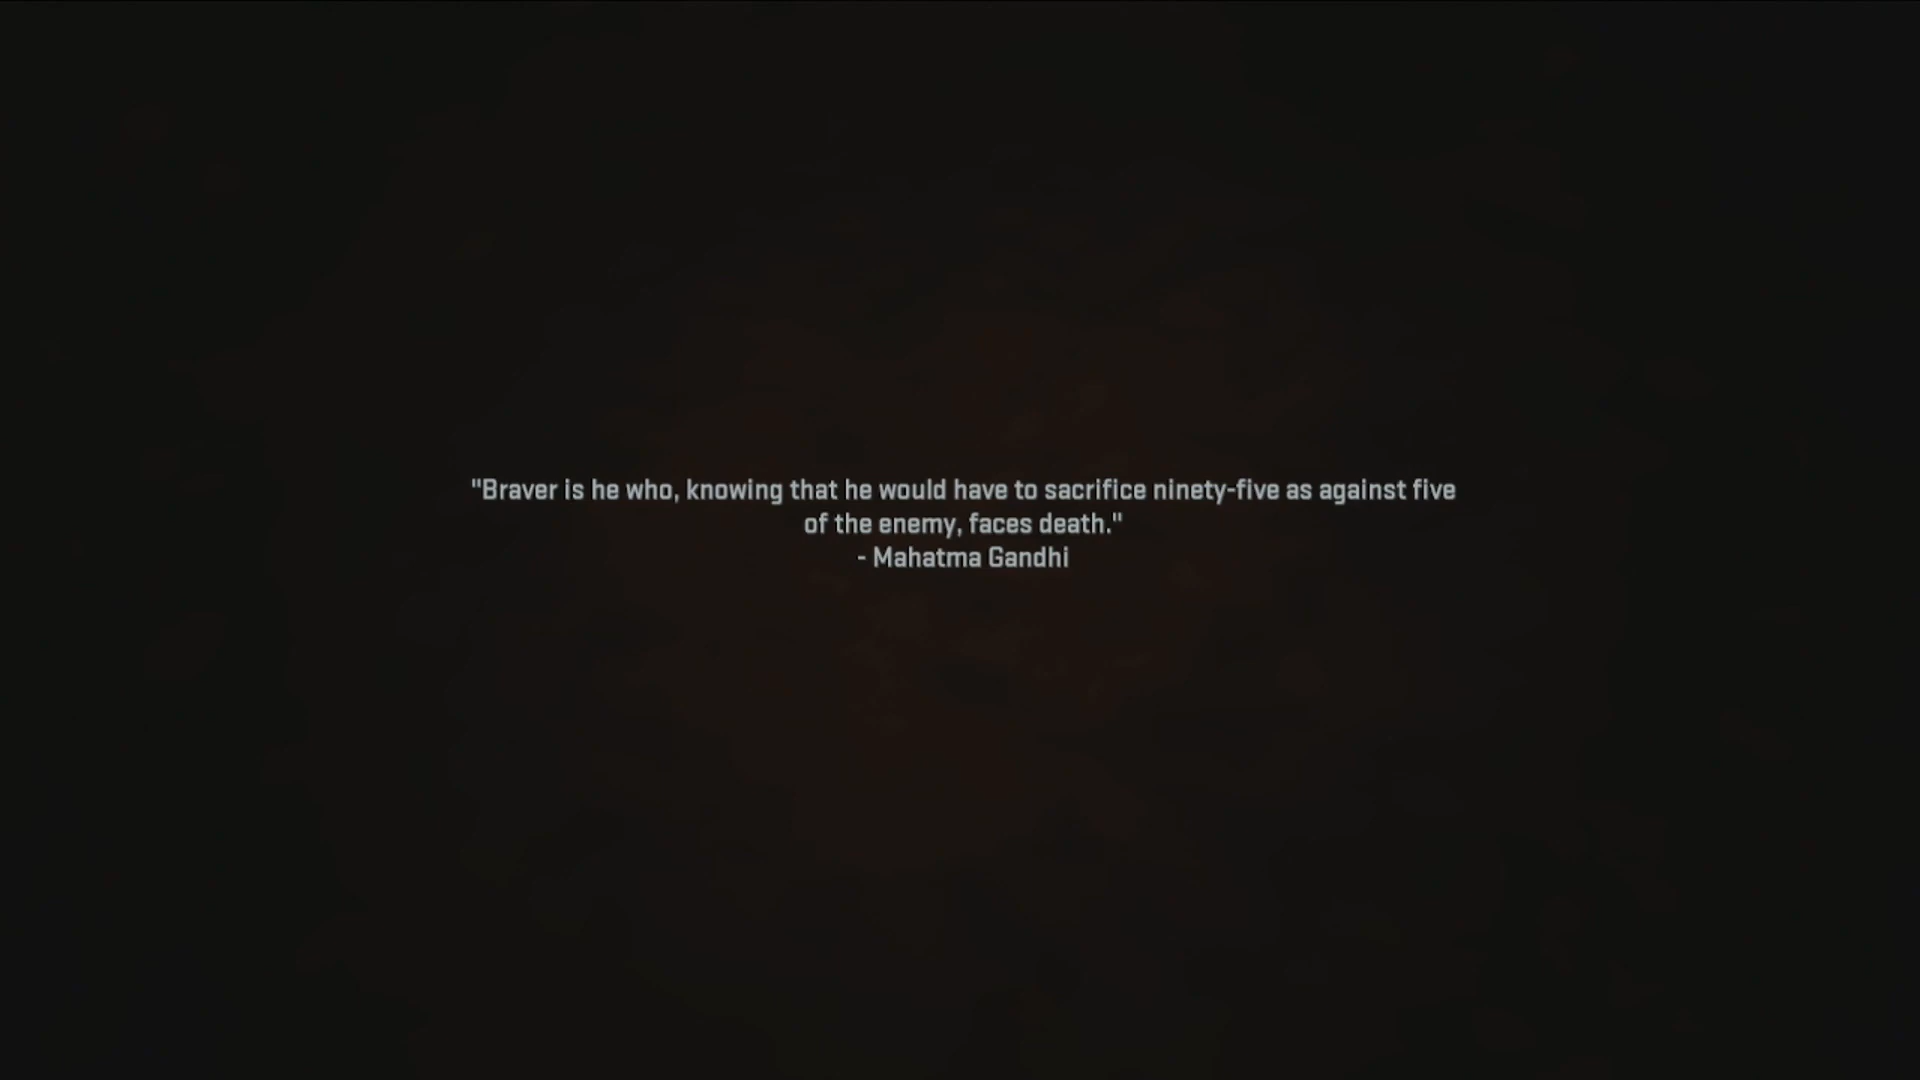 "Braver is he who, knowing that he would have to sacrifice ninety-five as against five
of the enemy, faces death."
- Mahatma Gandhi